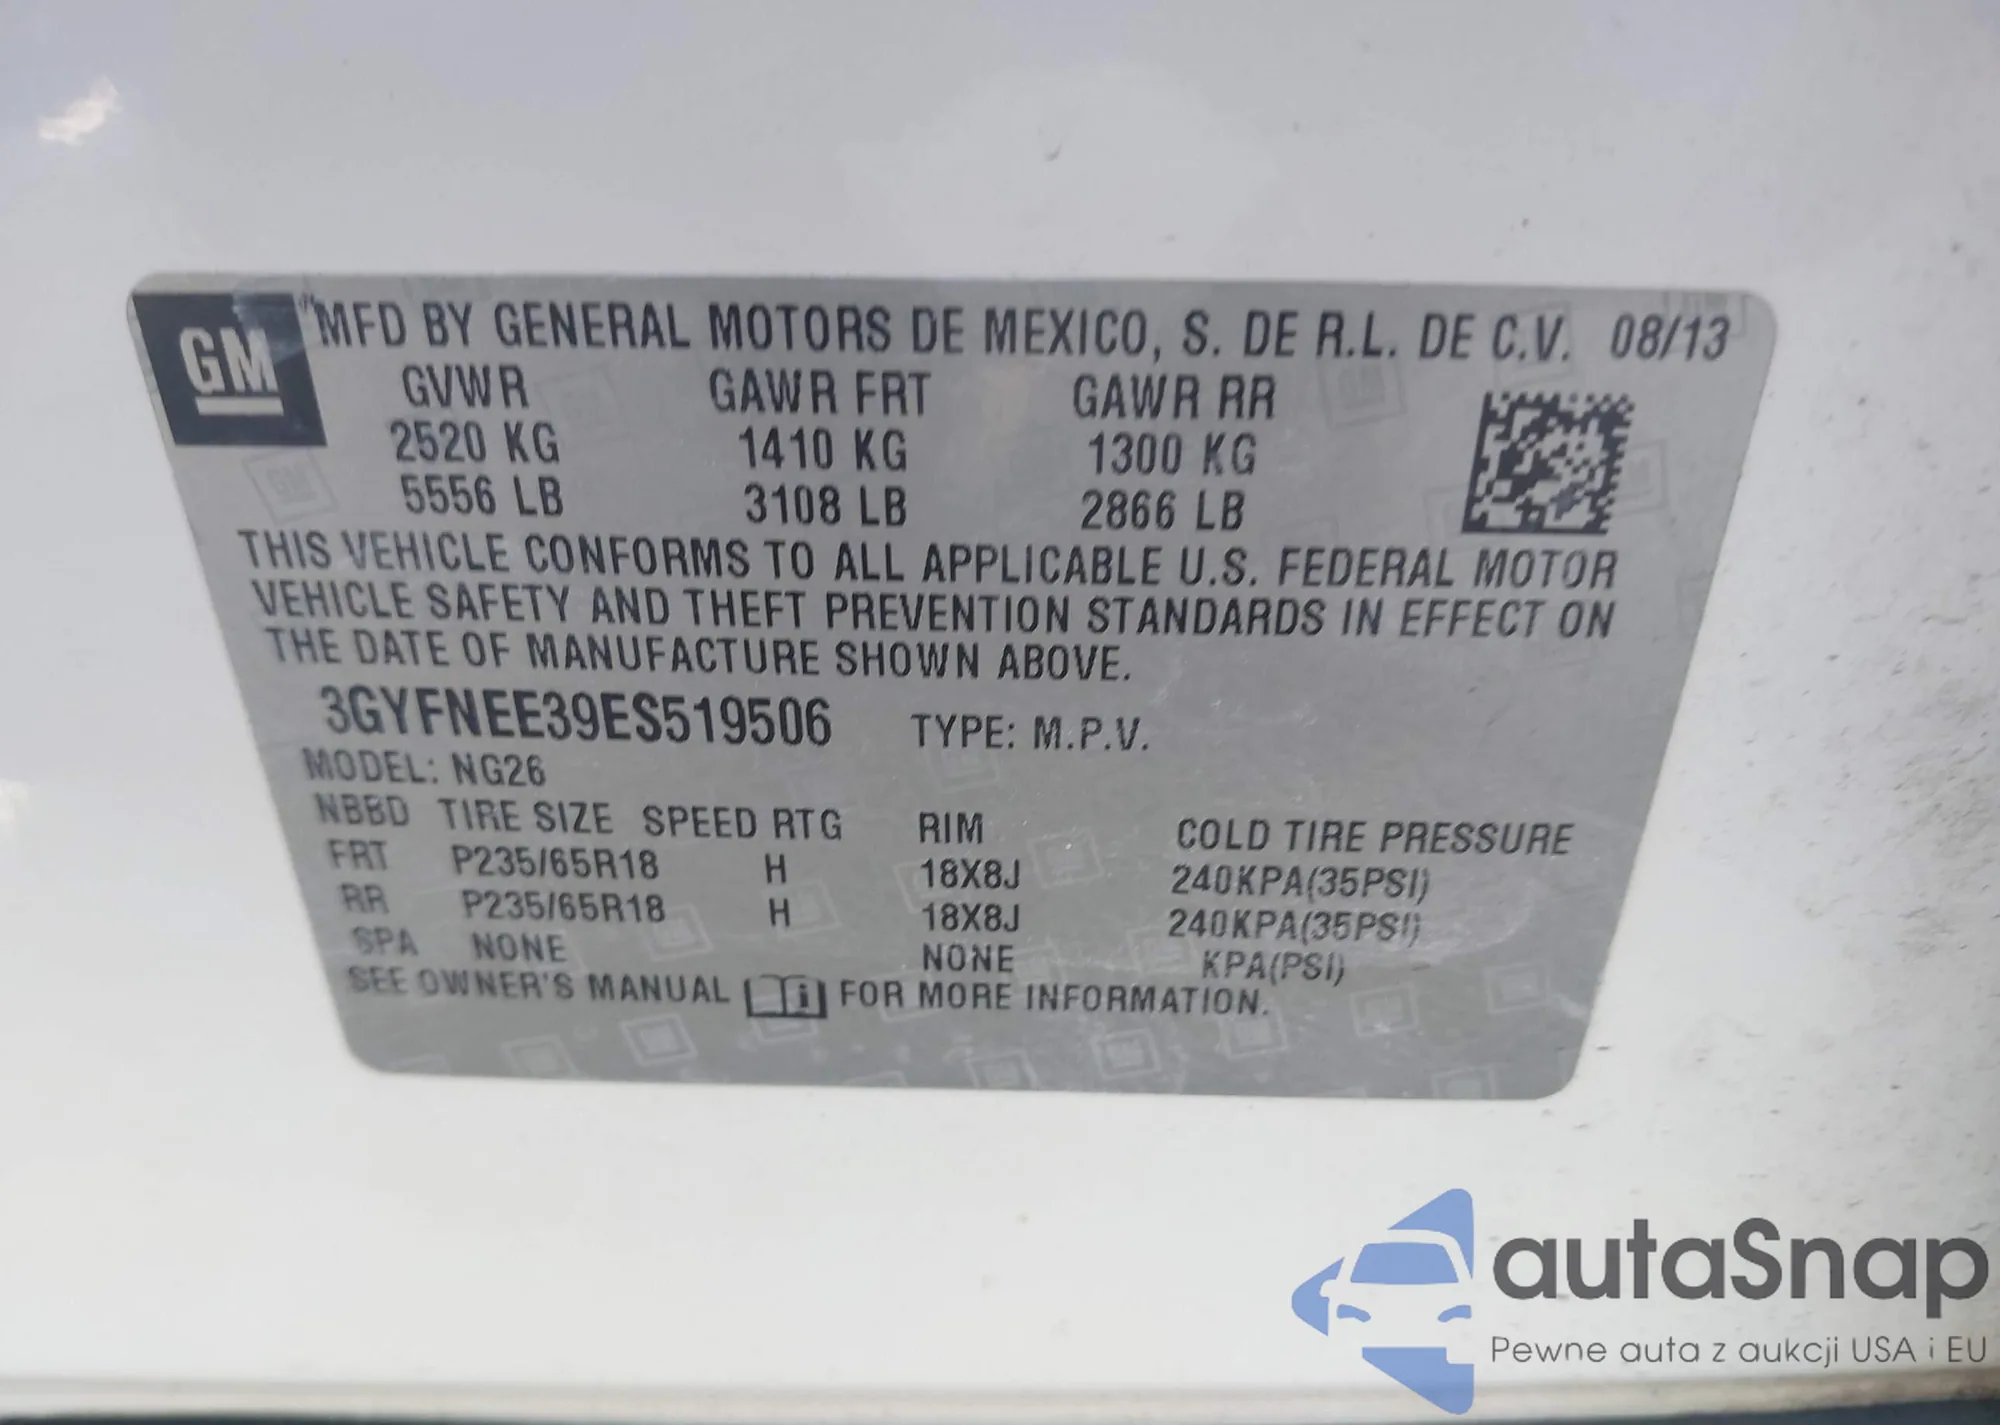 GM
MFD BY GENERAL MOTORS DE MEXICO, S. DE R.L. DE C.V. 08/13
GVWR GAWR FRT GAWR RR
2520 KG 1410 KG 1300 KG
5556 LB 3108 LB 2866 LB
THIS VEHICLE CONFORMS TO ALL APPLICABLE U.S. FEDERAL MOTOR
VEHICLE SAFETY AND THEFT PREVENTION STANDARDS IN EFFECT ON
THE DATE OF MANUFACTURE SHOWN ABOVE.
3GYFNEE39ES519506 TYPE: M.P.V.
MODEL: NG26
NBBD TIRE SIZE SPEED RTG RIM COLD TIRE PRESSURE
FRT P235/65R18 H 18X8J 240KPA(35PSI)
RR P235/65R18 H 18X8J 240KPA(35PSI)
SPA NONE NONE KPA(PSI)
SEE OWNER'S MANUAL i FOR MORE INFORMATION.
autaSnap
Pewne auta z aukcji USA i EU